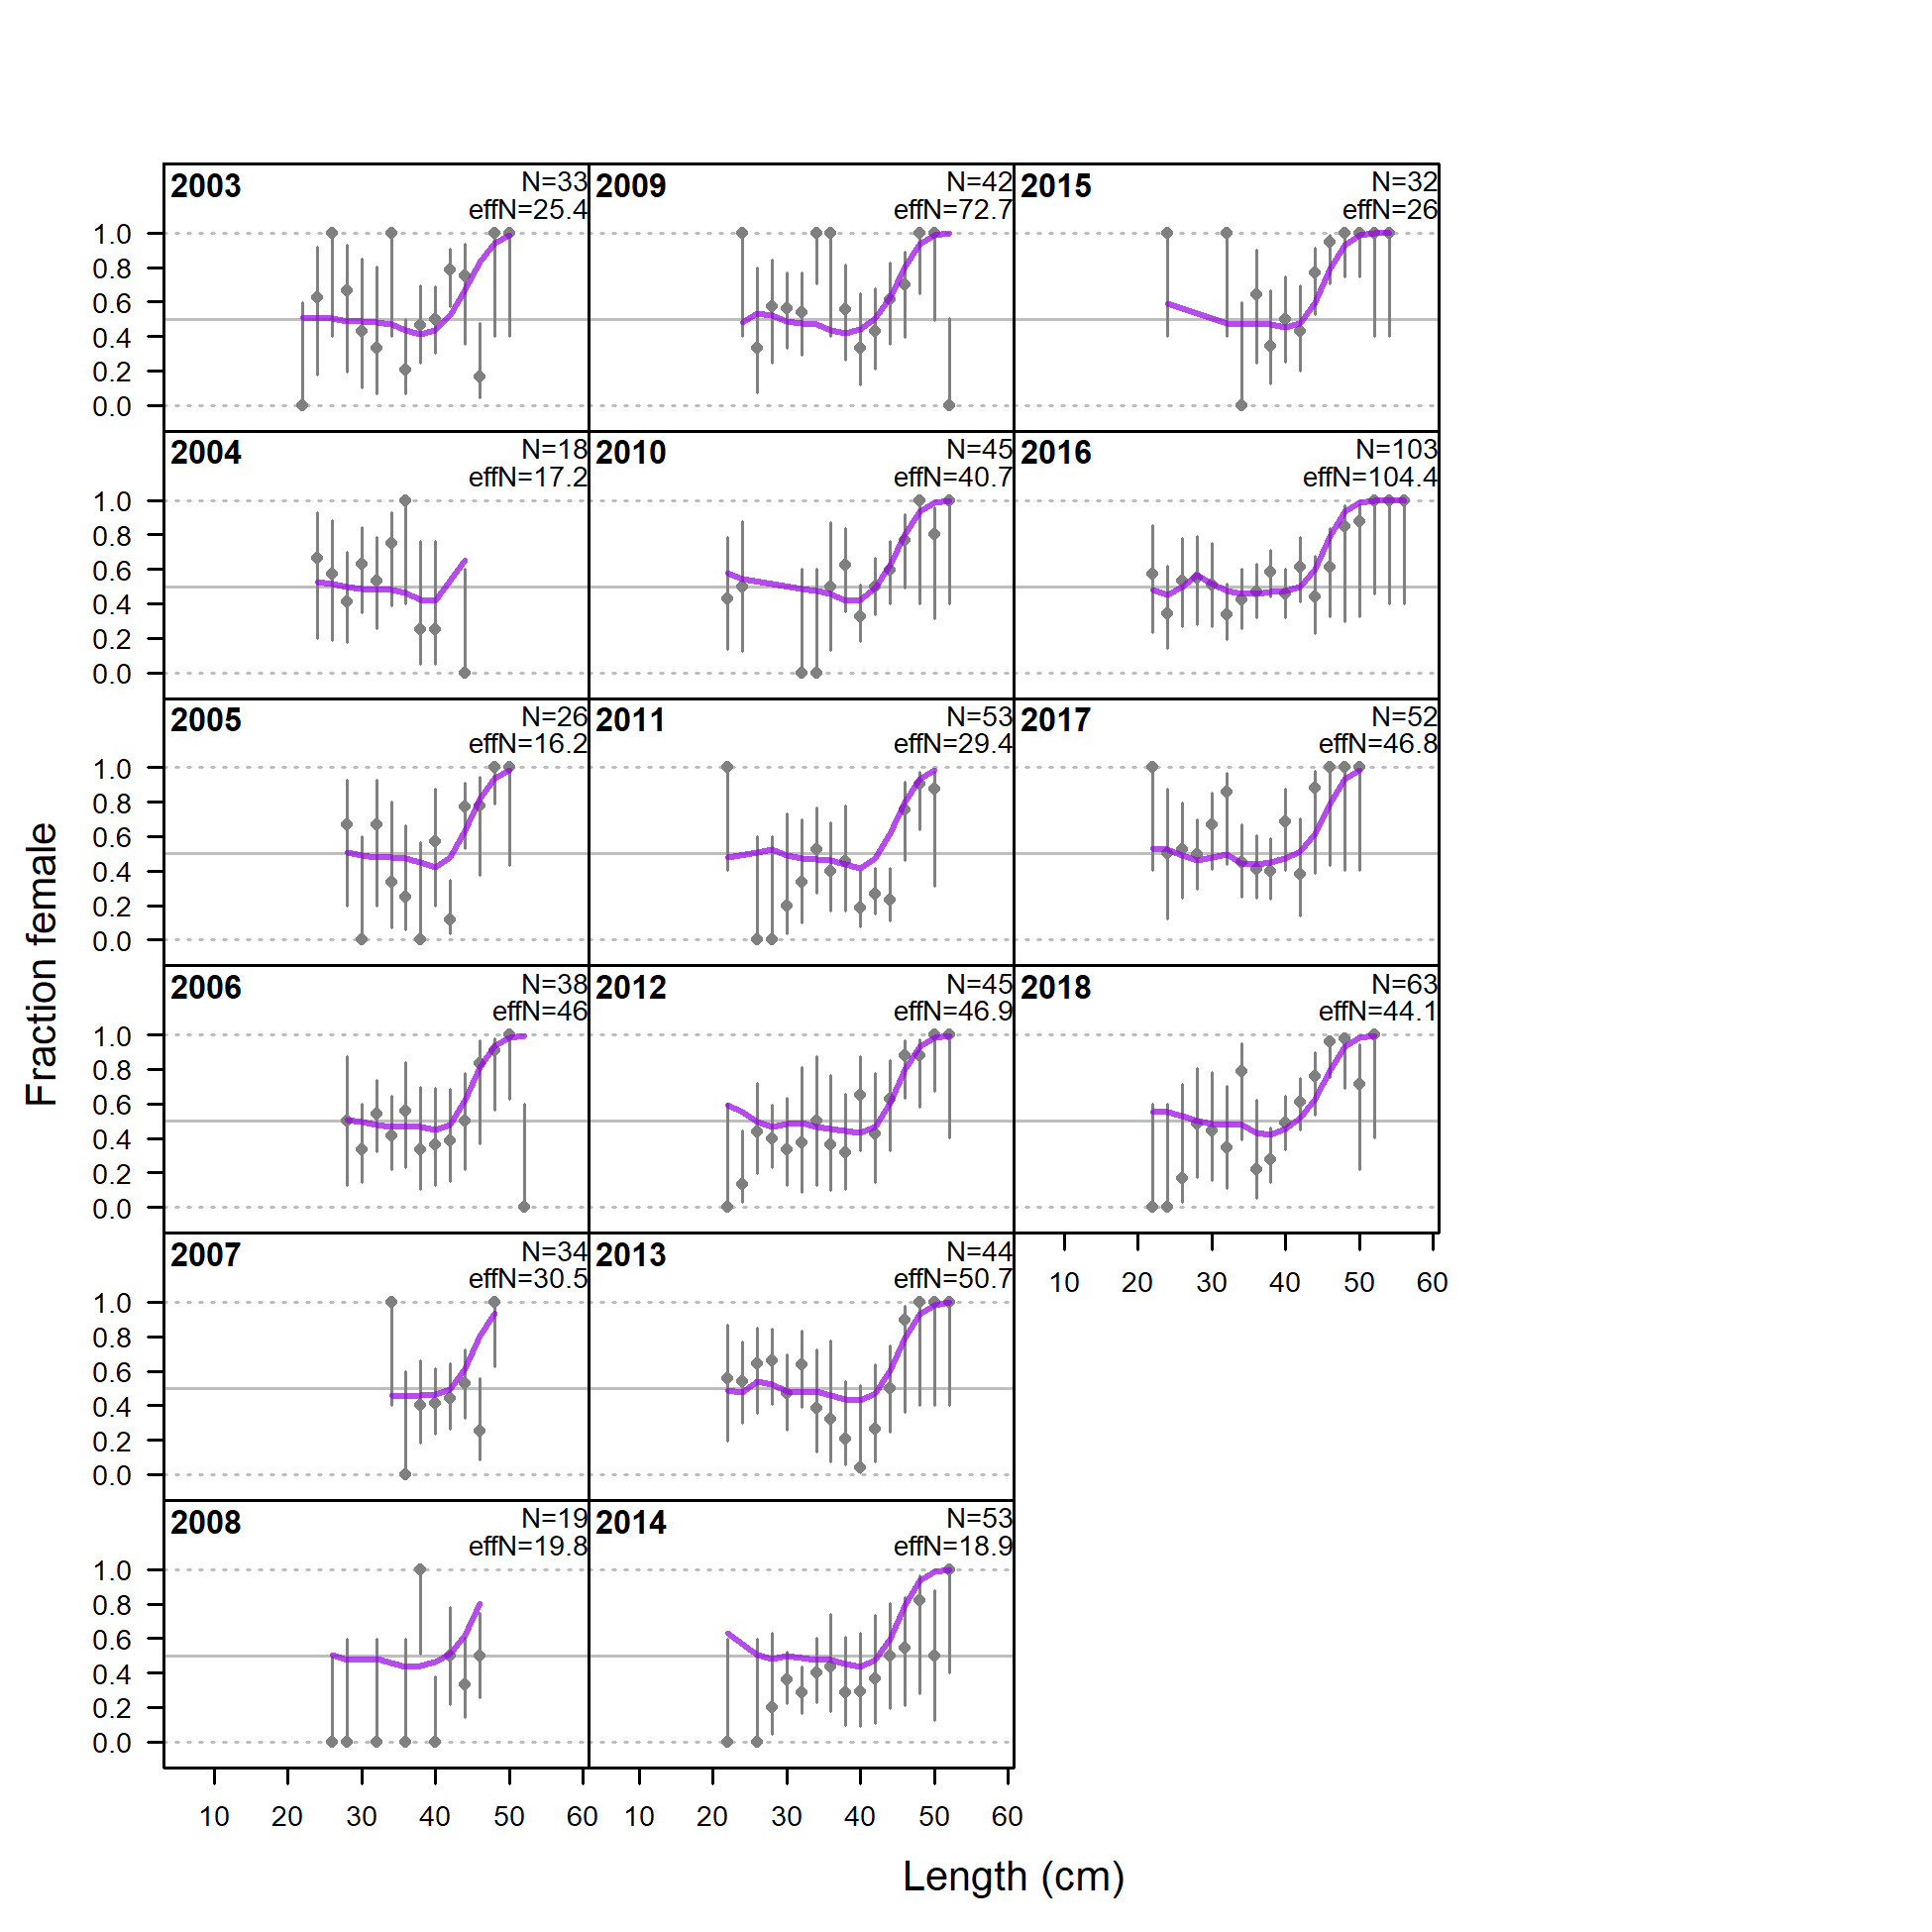 2003 N=33 2009 N=42 2015 N=32
effN=25.4 effN=72.7 effN=26
1.0
0.8
0.6
0.4
0.2
0.0
2004 N=18 2010 N=45 2016 N=103
effN=17.2 effN=40.7 effN=104.4
1.0
0.8
0.6
0.4
0.2
0.0
2005 N=26 2011 N=53 2017 N=52
effN=16.2 effN=29.4 effN=46.8
1.0
0.8
0.6
0.4
0.2
0.0
2006 N=38 2012 N=45 2018 N=63
effN=46 effN=46.9 effN=44.1
1.0
0.8
0.6
0.4
0.2
0.0
2007 N=34 2013 N=44
effN=30.5 effN=50.7
10 20 30 40 50 60
1.0
0.8
0.6
0.4
0.2
0.0
2008 N=19 2014 N=53
effN=19.8 effN=18.9
1.0
0.8
0.6
0.4
0.2
0.0
10 20 30 40 50 60 10 20 30 40 50 60
Fraction female
Length (cm)